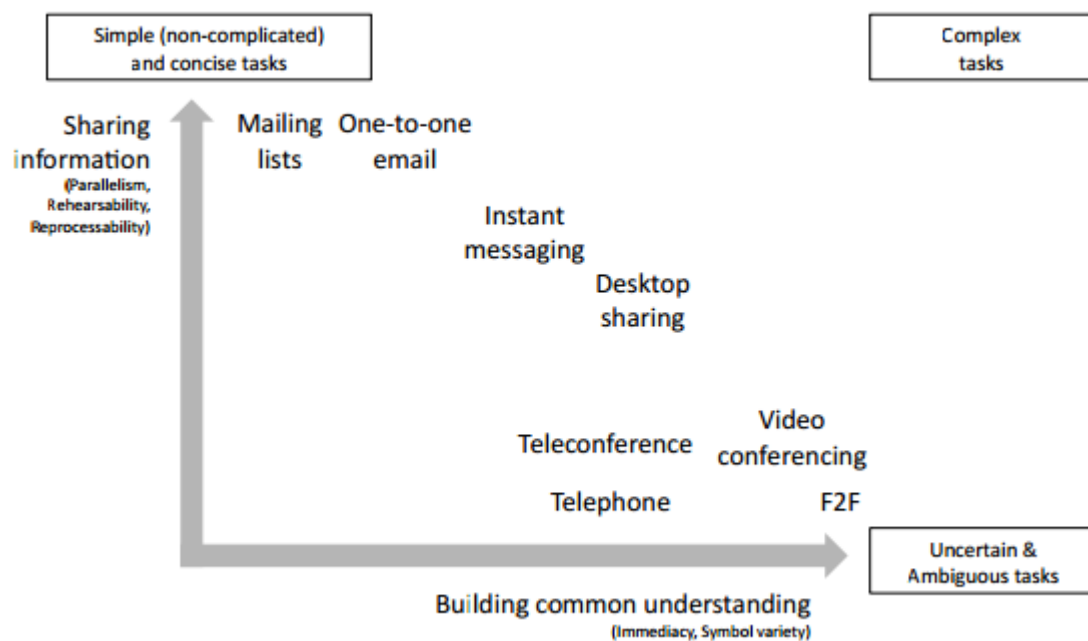 Simple (non-complicated)
and concise tasks
Complex
tasks
Sharing
information
(Parallelism,
Rehearsability,
Reprocessability)
Mailing
lists
One-to-one
email
Instant
messaging
Desktop
sharing
Teleconference
Video
conferencing
Telephone
F2F
Uncertain &
Ambiguous tasks
Building common understanding
(Immediacy, Symbol variety)